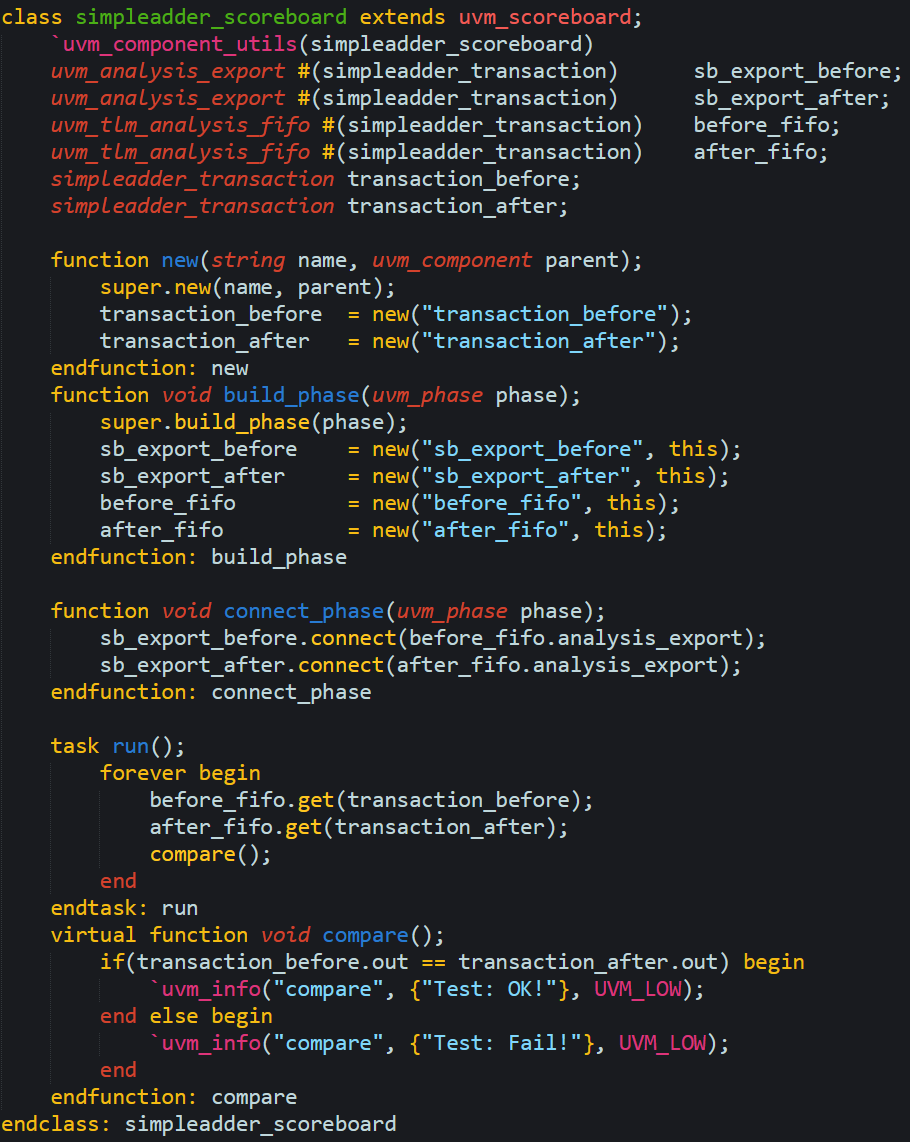 class simpleadder_scoreboard extends uvm_scoreboard;
    `uvm_component_utils(simpleadder_scoreboard)
    uvm_analysis_export #(simpleadder_transaction)      sb_export_before;
    uvm_analysis_export #(simpleadder_transaction)      sb_export_after;
    uvm_tlm_analysis_fifo #(simpleadder_transaction)    before_fifo;
    uvm_tlm_analysis_fifo #(simpleadder_transaction)    after_fifo;
    simpleadder_transaction transaction_before;
    simpleadder_transaction transaction_after;

    function new(string name, uvm_component parent);
        super.new(name, parent);
        transaction_before  = new("transaction_before");
        transaction_after   = new("transaction_after");
    endfunction: new
    function void build_phase(uvm_phase phase);
        super.build_phase(phase);
        sb_export_before    = new("sb_export_before", this);
        sb_export_after     = new("sb_export_after", this);
        before_fifo         = new("before_fifo", this);
        after_fifo          = new("after_fifo", this);
    endfunction: build_phase

    function void connect_phase(uvm_phase phase);
        sb_export_before.connect(before_fifo.analysis_export);
        sb_export_after.connect(after_fifo.analysis_export);
    endfunction: connect_phase

    task run();
        forever begin
            before_fifo.get(transaction_before);
            after_fifo.get(transaction_after);
            compare();
        end
    endtask: run
    virtual function void compare();
        if(transaction_before.out == transaction_after.out) begin
            `uvm_info("compare", {"Test: OK!"}, UVM_LOW);
        end else begin
            `uvm_info("compare", {"Test: Fail!"}, UVM_LOW);
        end
    endfunction: compare
endclass: simpleadder_scoreboard